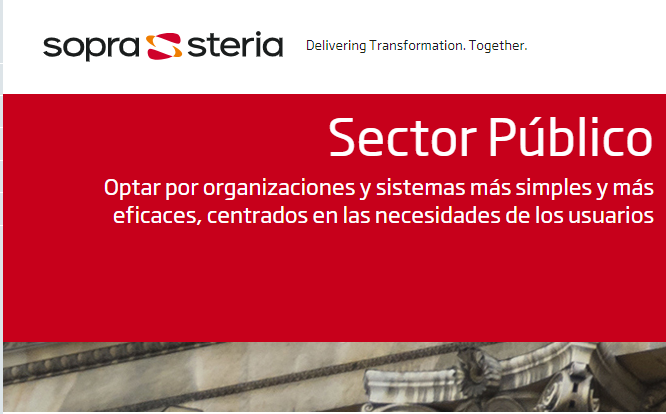 sopra steria Delivering Transformation. Together.
Sector Público
Optar por organizaciones y sistemas más simples y más
eficaces, centrados en las necesidades de los usuarios